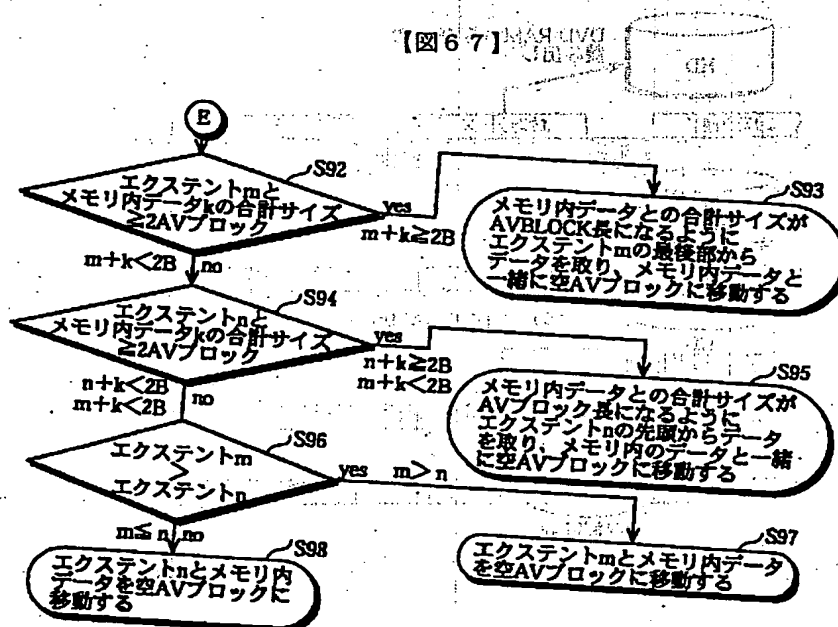 【図67】
HD
DVD-RAM
E
S92
エクステントmと
メモリ内データkの合計サイズ
≧2AVブロック
yes
m+k≧2B
m+k<2B
no
S93
メモリ内データとの合計サイズが
AVBLOCK長になるように
エクステントmの最後部から
データを取り、メモリ内データと
一緒に空AVブロックに移動する
S94
エクステントnと
メモリ内データkの合計サイズ
≧2AVブロック
yes
n+k≧2B
m+k<2B
n+k<2B
m+k<2B
no
S95
メモリ内データとの合計サイズが
AVブロック長になるように
エクステントnの先頭からデータ
を取り、メモリ内のデータと一緒
に空AVブロックに移動する
S96
エクステントm
>
エクステントn
yes
m>n
m≦n
no
S97
エクステントmとメモリ内データ
を空AVブロックに移動する
S98
エクステントnとメモリ内
データを空AVブロックに
移動する